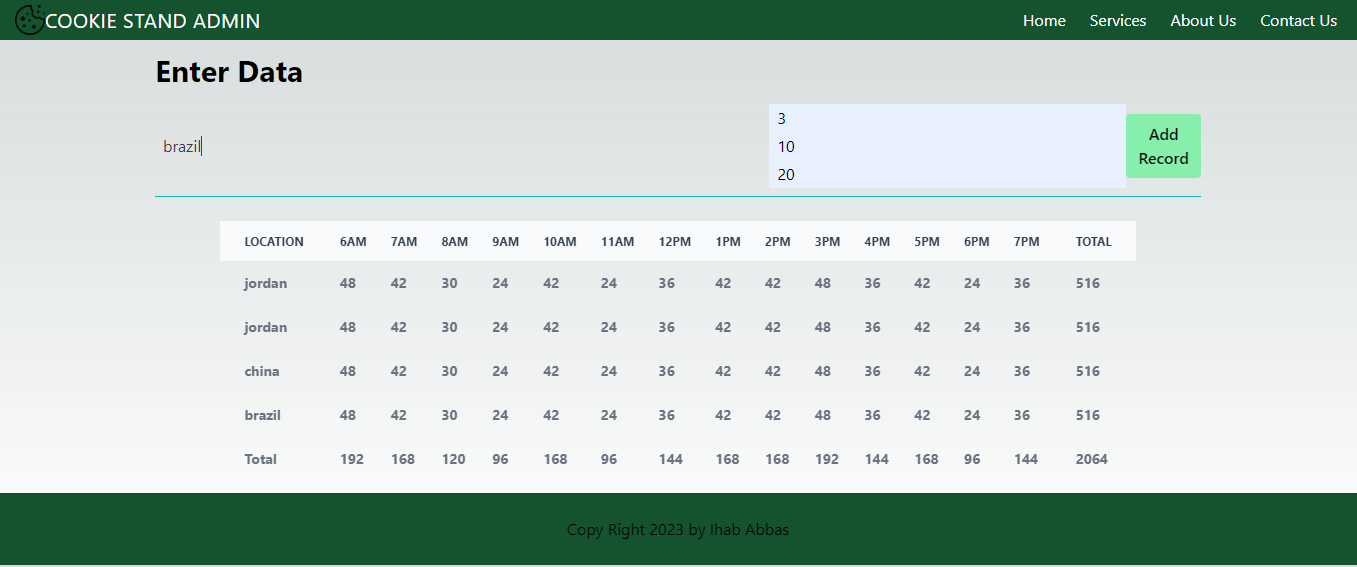 COOKIE STAND ADMIN Home Services About Us Contact Us
Enter Data
brazil
3
10
20
Add
Record
LOCATION 6AM 7AM 8AM 9AM 10AM 11AM 12PM 1PM 2PM 3PM 4PM 5PM 6PM 7PM TOTAL
jordan 48 42 30 24 42 24 36 42 42 48 36 42 24 36 516
jordan 48 42 30 24 42 24 36 42 42 48 36 42 24 36 516
china 48 42 30 24 42 24 36 42 42 48 36 42 24 36 516
brazil 48 42 30 24 42 24 36 42 42 48 36 42 24 36 516
Total 192 168 120 96 168 96 144 168 168 192 144 168 96 144 2064
Copy Right 2023 by Ihab Abbas